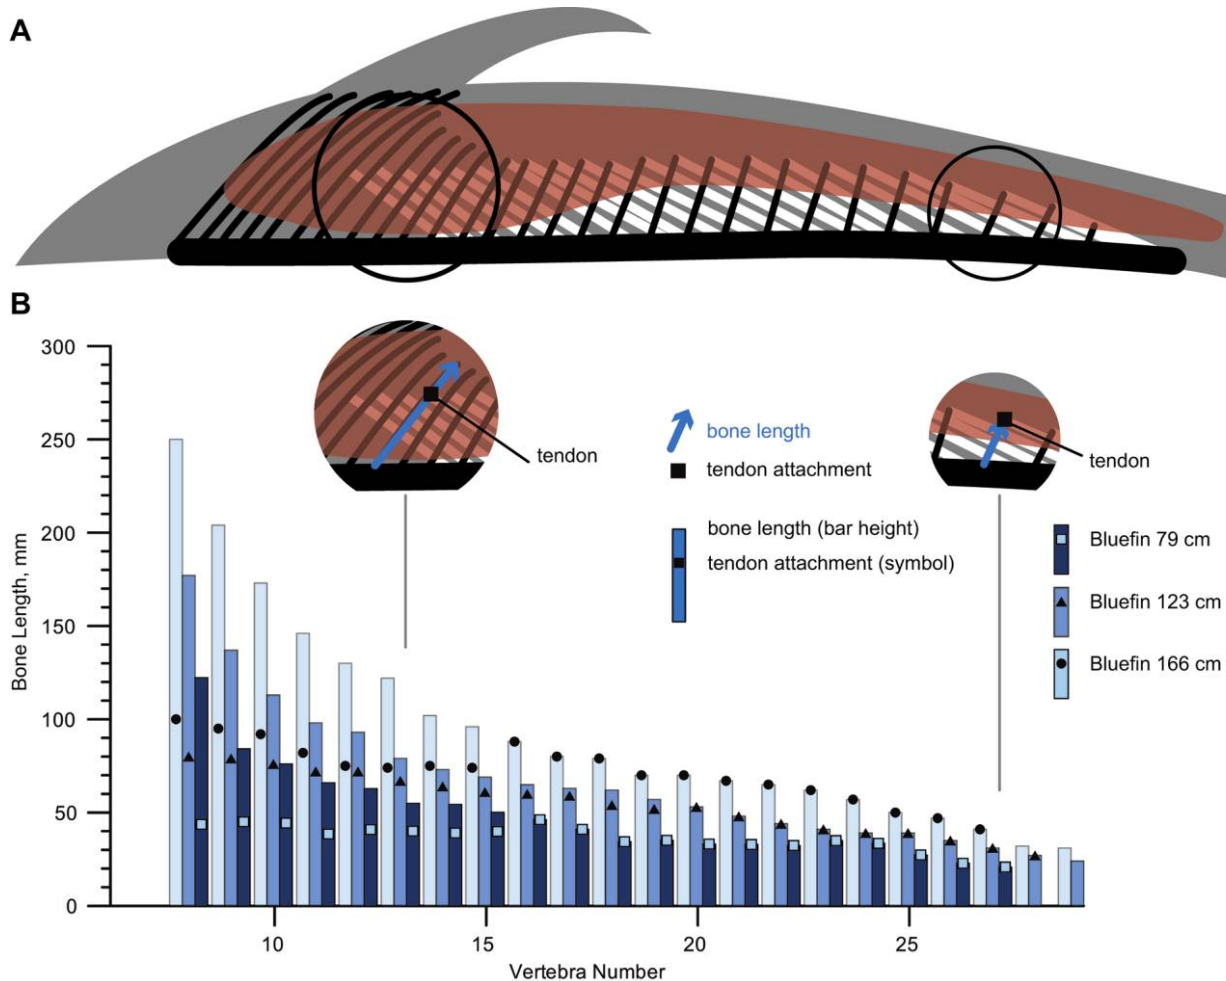 A
B
300
250
200
150
100
50
0
Bone Length, mm
tendon
bone length
tendon attachment
bone length (bar height)
tendon attachment (symbol)
tendon
Bluefin 79 cm
Bluefin 123 cm
Bluefin 166 cm
10
15
20
25
Vertebra Number